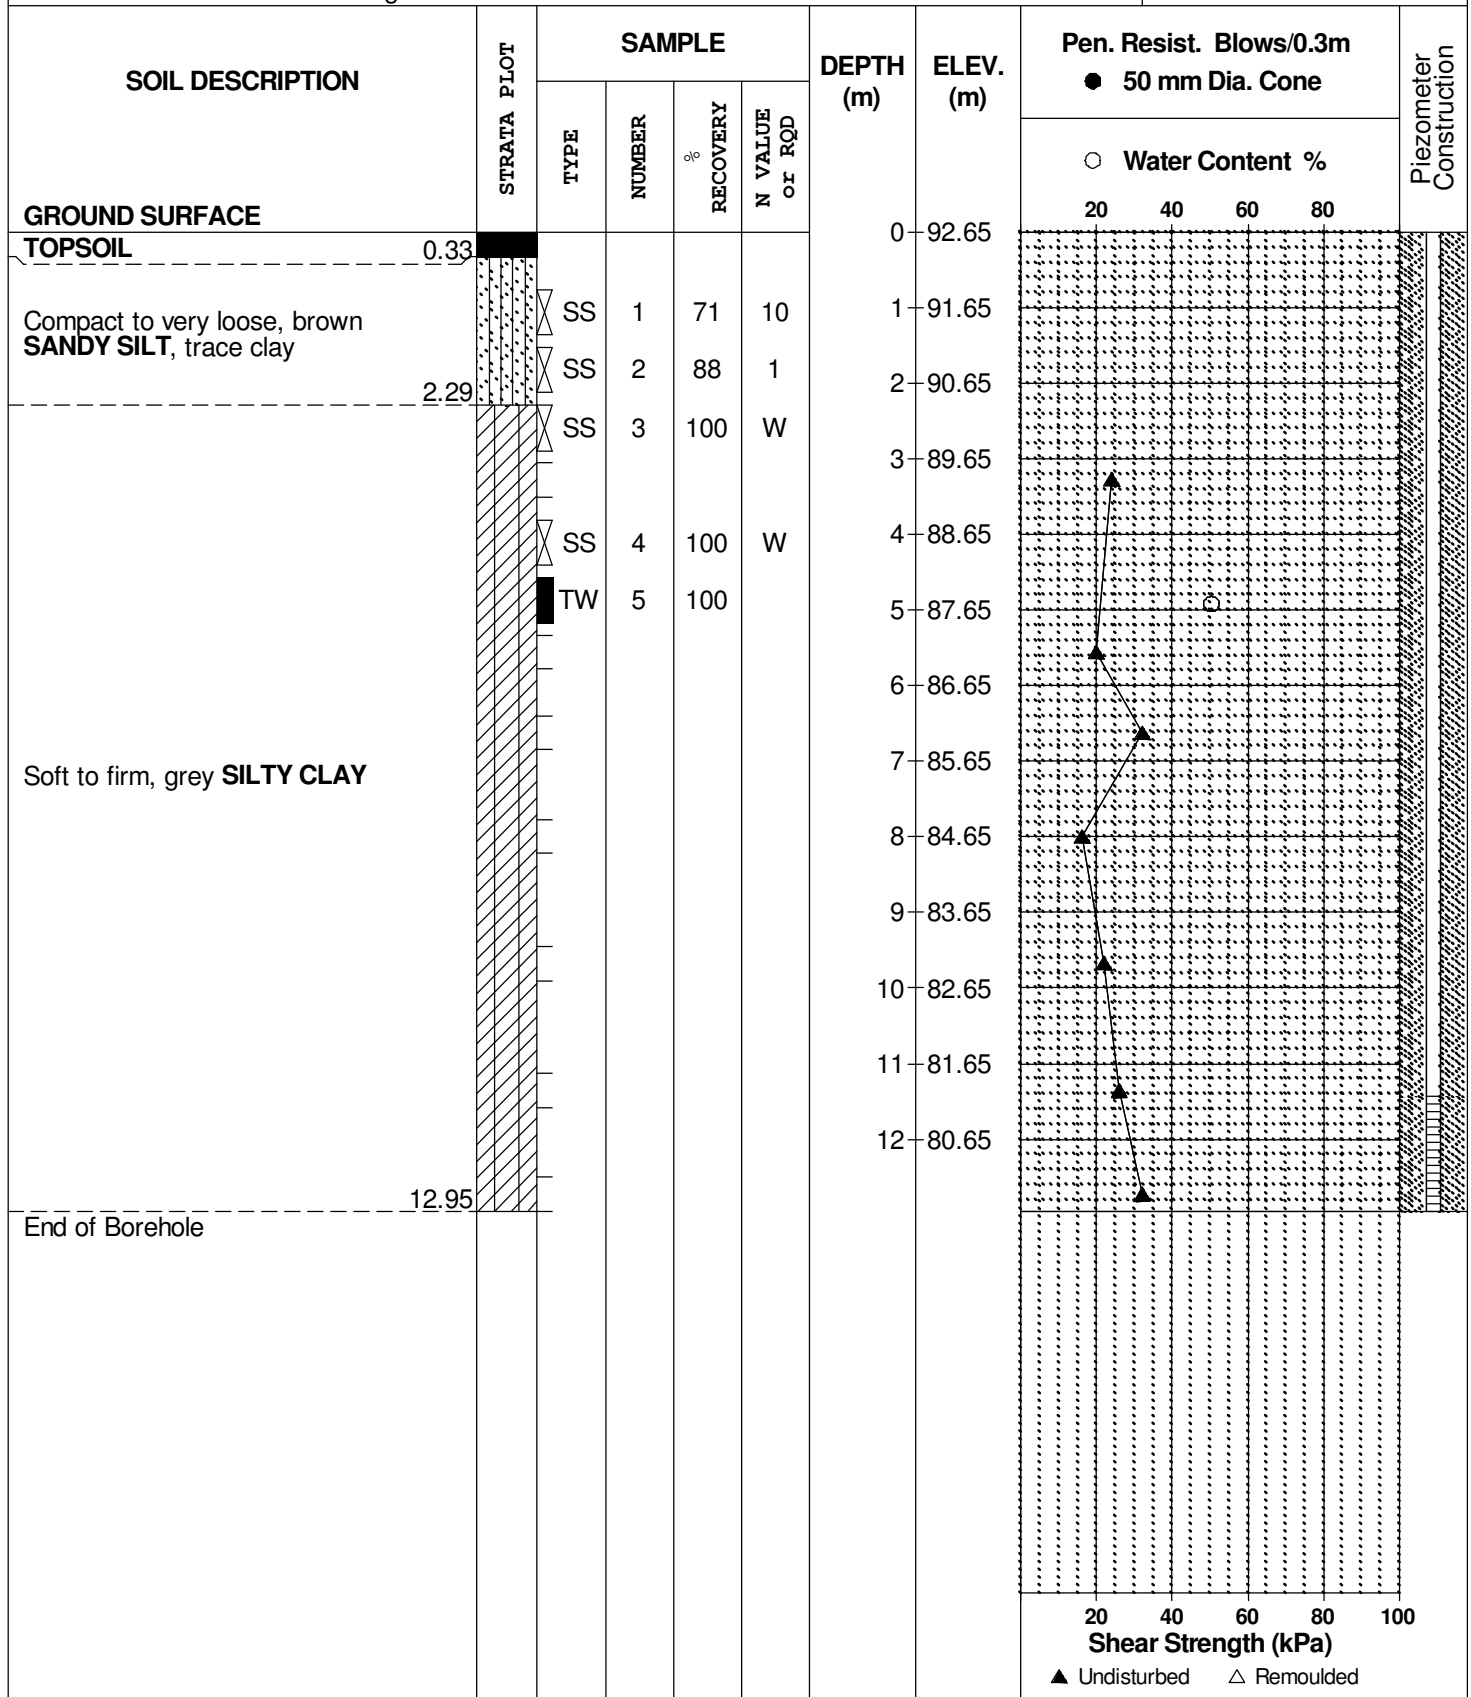 SOIL DESCRIPTION
STRATA PLOT
SAMPLE
TYPE
NUMBER
%
RECOVERY
N VALUE
or RQD
DEPTH
(m)
ELEV.
(m)
Pen. Resist. Blows/0.3m
● 50 mm Dia. Cone
○ Water Content %
20 40 60 80
Piezometer
Construction
GROUND SURFACE
0 92.65
TOPSOIL 0.33
SS 1 71 10
1 91.65
Compact to very loose, brown
SANDY SILT, trace clay
SS 2 88 1
2 90.65
2.29
SS 3 100 W
3 89.65
4 88.65
SS 4 100 W
TW 5 100
5 87.65
6 86.65
7 85.65
Soft to firm, grey SILTY CLAY
8 84.65
9 83.65
10 82.65
11 81.65
12 80.65
12.95
End of Borehole
20 40 60 80 100
Shear Strength (kPa)
▲ Undisturbed △ Remoulded